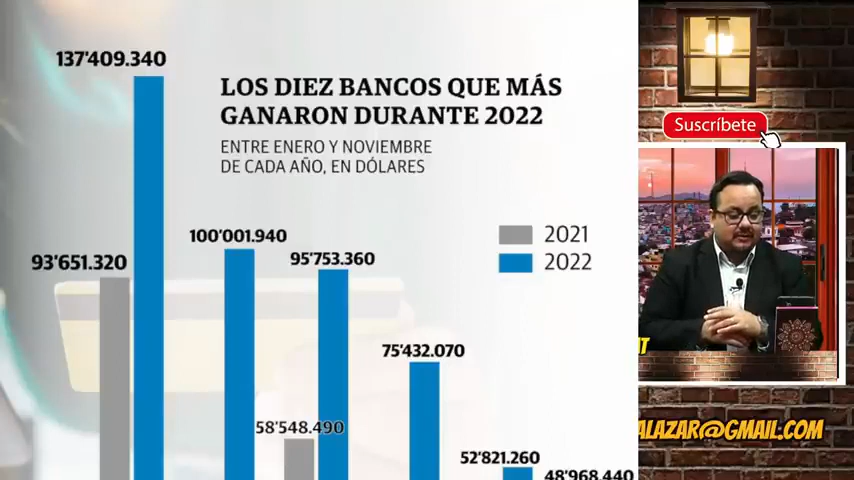 137'409.340
LOS DIEZ BANCOS QUE MÁS
GANARON DURANTE 2022
ENTRE ENERO Y NOVIEMBRE
DE CADA AÑO, EN DÓLARES
Suscríbete
100'001.940
2021
93'651.320
95'753.360
2022
75'432.070
58'548.490
ALAZAR@GMAIL.COM
52'821.260
48'968.440